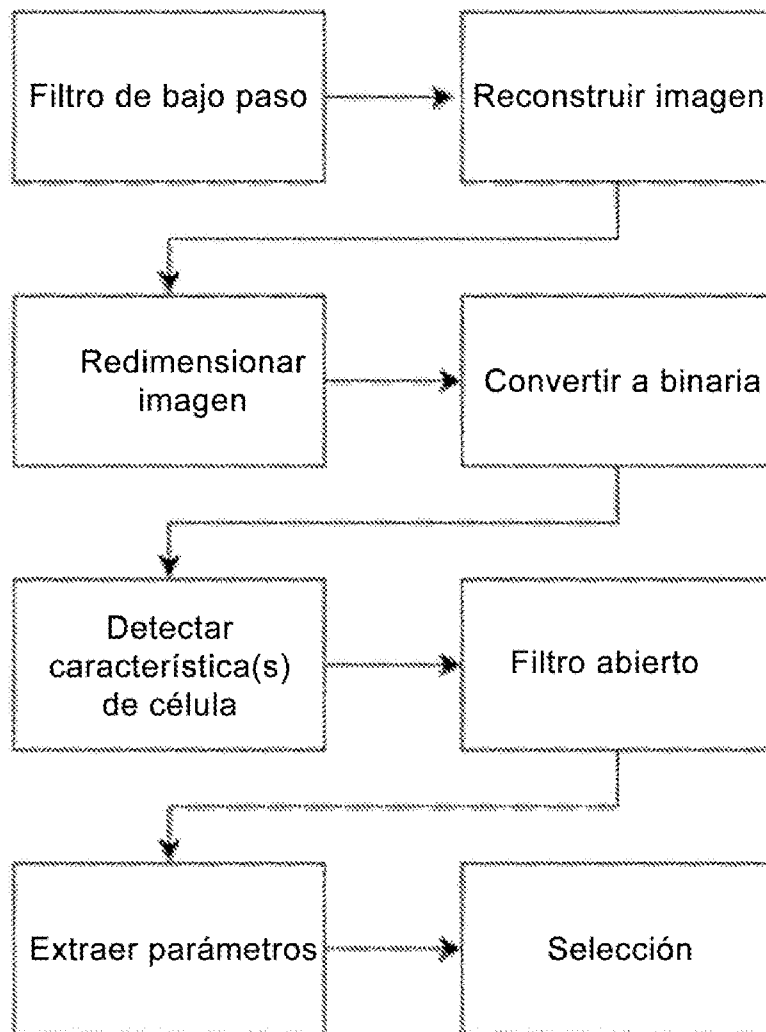 Filtro de bajo paso
Reconstruir imagen
Redimensionar
imagen
Convertir a binaria
Detectar
característica(s)
de célula
Filtro abierto
Extraer parámetros
Selección